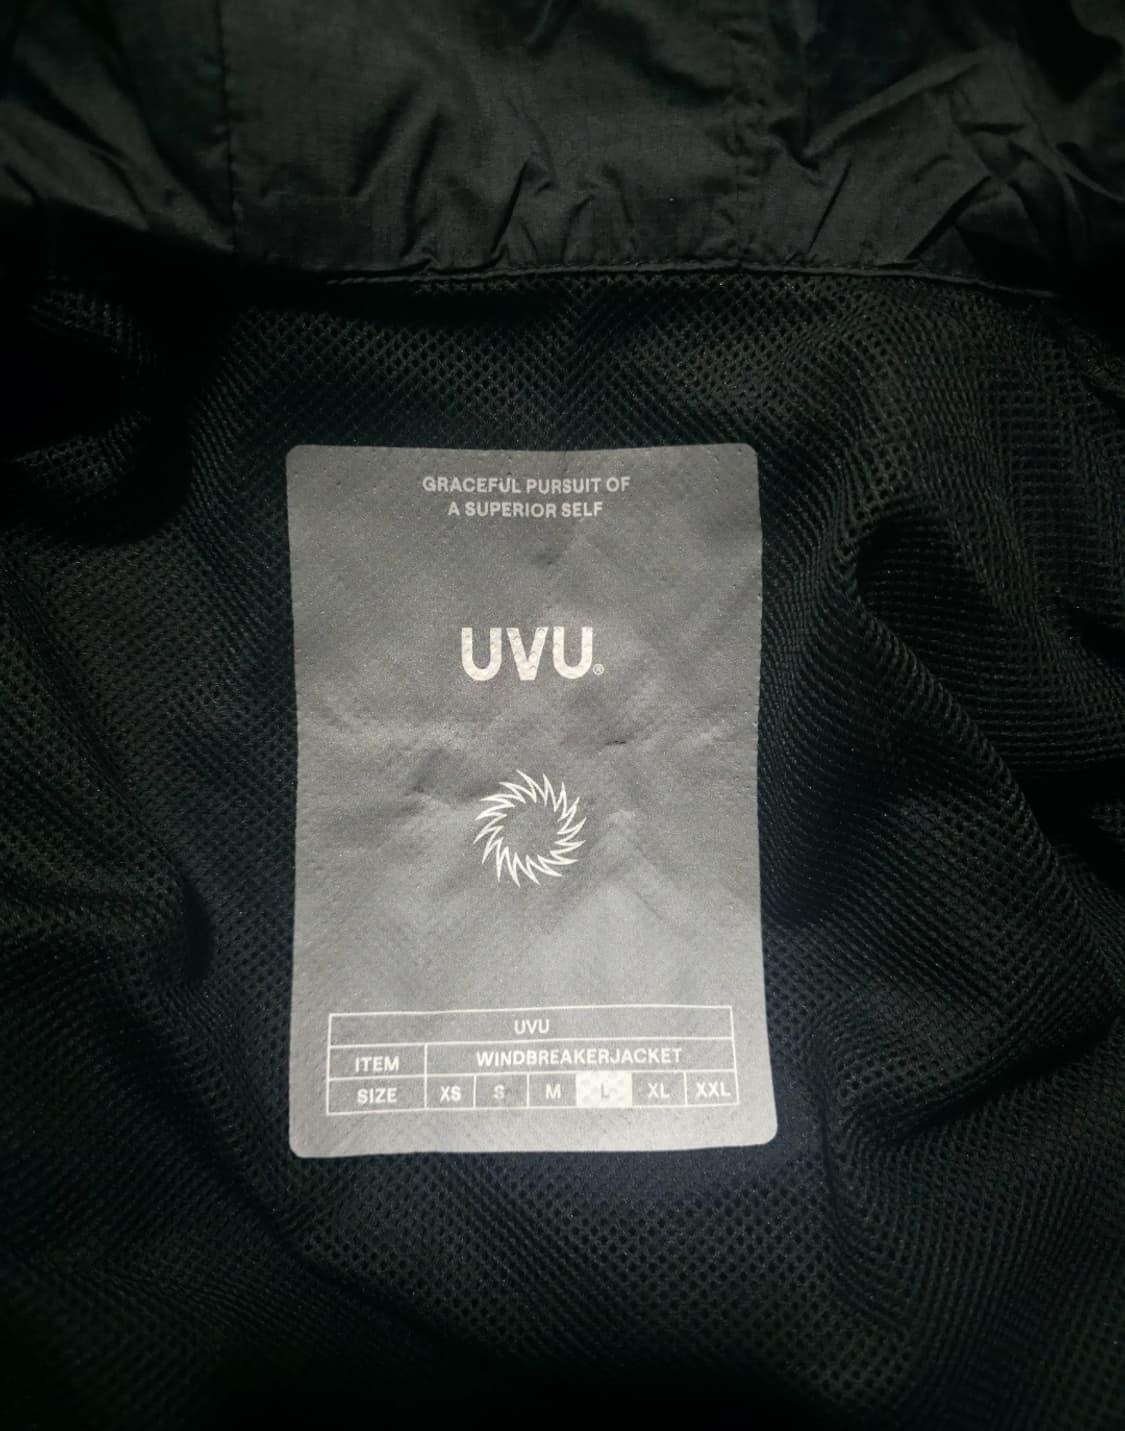 GRACEFUL PURSUIT OF
A SUPERIOR SELF
UVU®
UVU
ITEM WINDBREAKERJACKET
SIZE XS S M L XL XXL